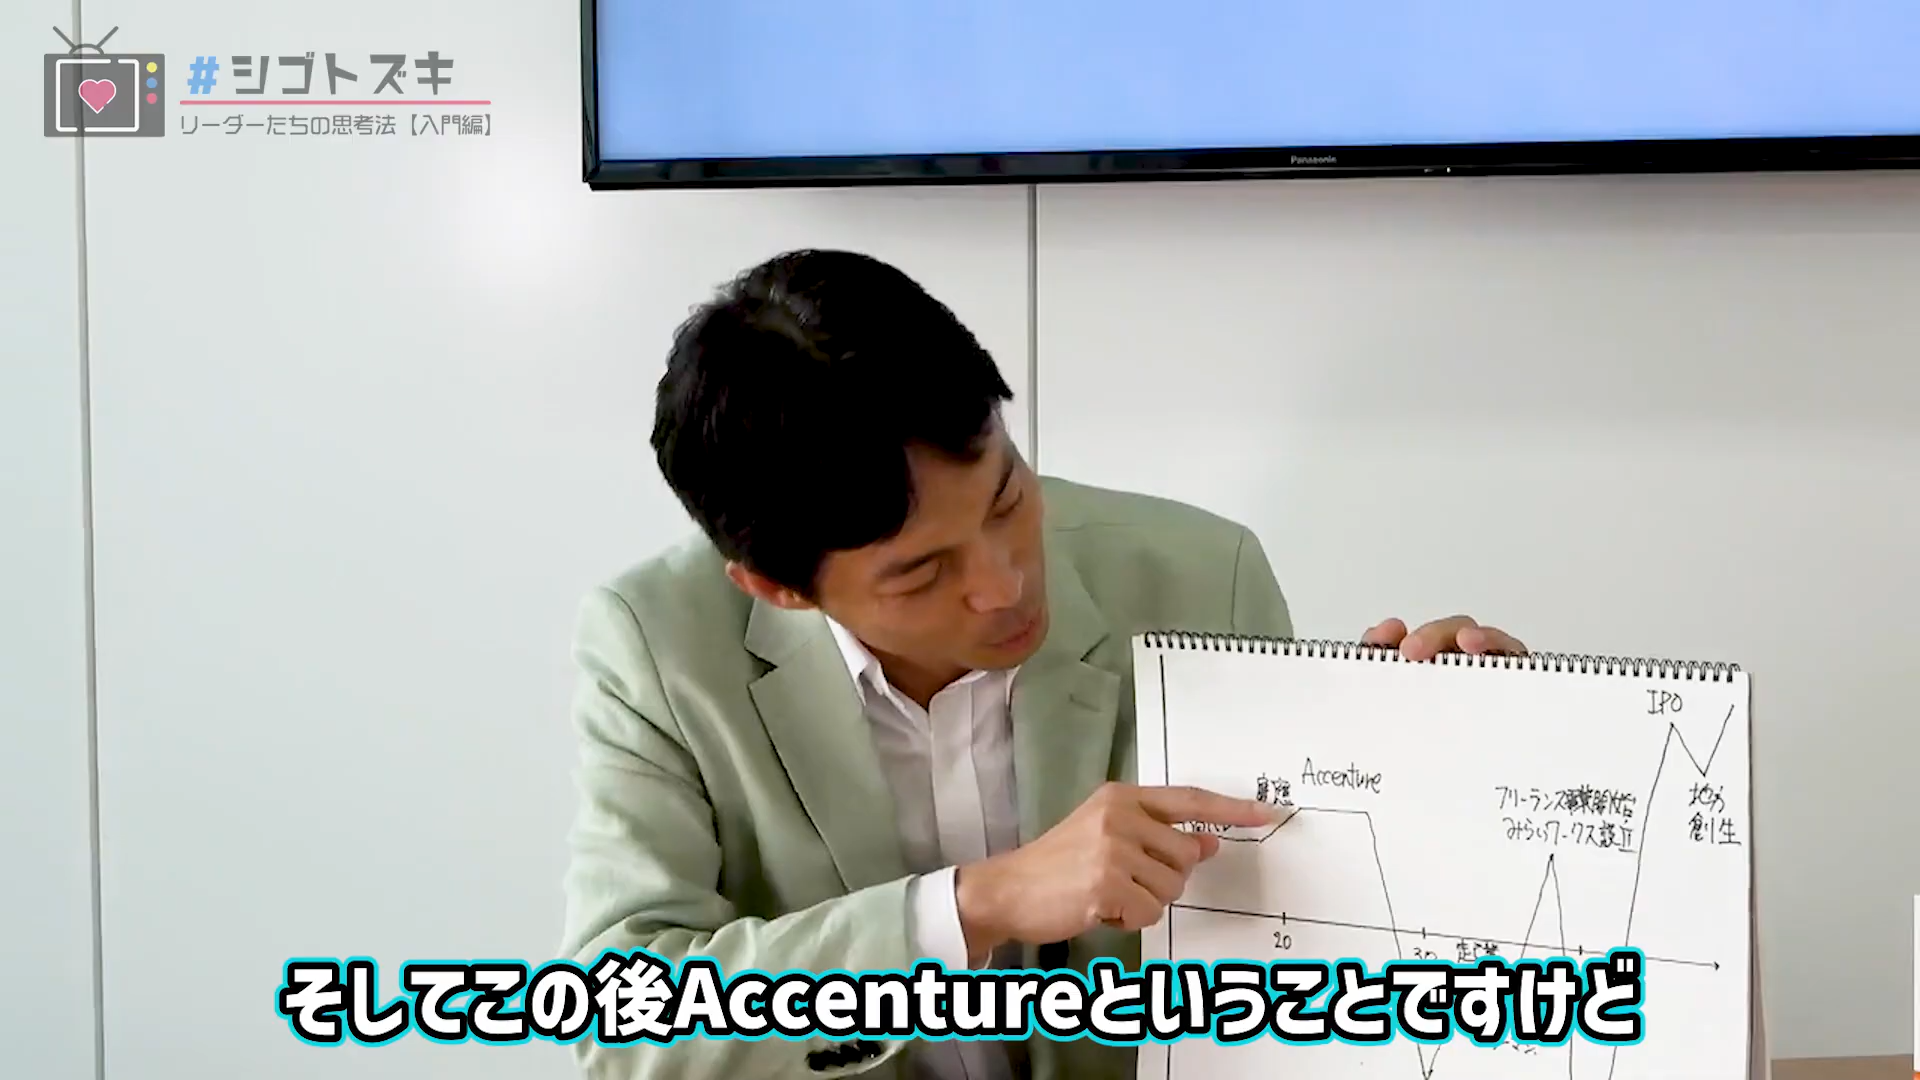 #シゴトズキ
リーダーたちの思考法【入門編】
Panasonic
IPO
Accenture
慶應
フリーランス事業開始
みらいワークス設立
地方
創生
20
30
そしてこの後Accentureということですけど